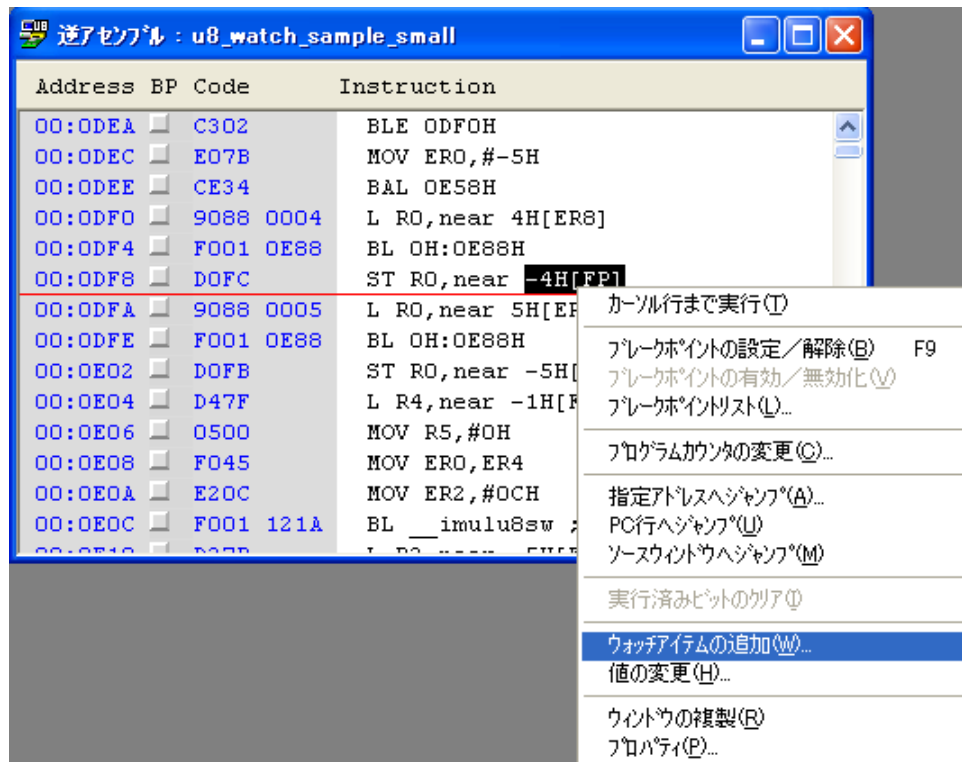 逆アセンブル : u8_watch_sample_small
Address BP Code Instruction
00:0DEA C302 BLE 0DF0H
00:0DEC E07B MOV ER0,#-5H
00:0DEE CE34 BAL 0E58H
00:0DF0 9088 0004 L R0,near 4H[ER8]
00:0DF4 F001 0E88 BL 0H:0E88H
00:0DF8 D0FC ST R0,near -4H[FP]
00:0DFA 9088 0005 L R0,near 5H[ER
00:0DFE F001 0E88 BL 0H:0E88H
00:0E02 D0FB ST R0,near -5H[
00:0E04 D47F L R4,near -1H[F
00:0E06 0500 MOV R5,#0H
00:0E08 F045 MOV ER0,ER4
00:0E0A E20C MOV ER2,#0CH
00:0E0C F001 121A BL __imulu8sw ;
カーソル行まで実行(T)
ブレークポイントの設定／解除(B) F9
ブレークポイントの有効／無効化(V)
ブレークポイントリスト(L)...
プログラムカウンタの変更(C)...
指定アドレスへジャンプ(A)...
PC行へジャンプ(U)
ソースウィンドウへジャンプ(M)
実行済みビットのクリア(I)
ウォッチアイテムの追加(W)...
値の変更(H)...
ウィンドウの複製(R)
プロパティ(P)...